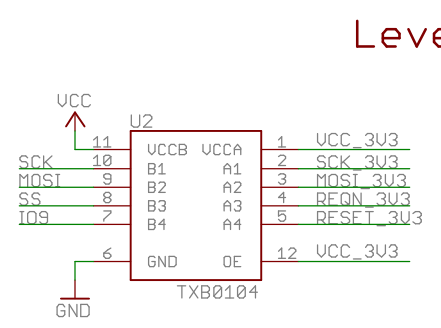 Leve
VCC
U2
11 VCCB VCCA 1 VCC_3V3
SCK 10 B1 A1 2 SCK_3V3
MOSI 9 B2 A2 3 MOSI_3V3
SS 8 B3 A3 4 REQN_3V3
IO9 7 B4 A4 5 RESET_3V3
6 GND OE 12 VCC_3V3
TXB0104
GND